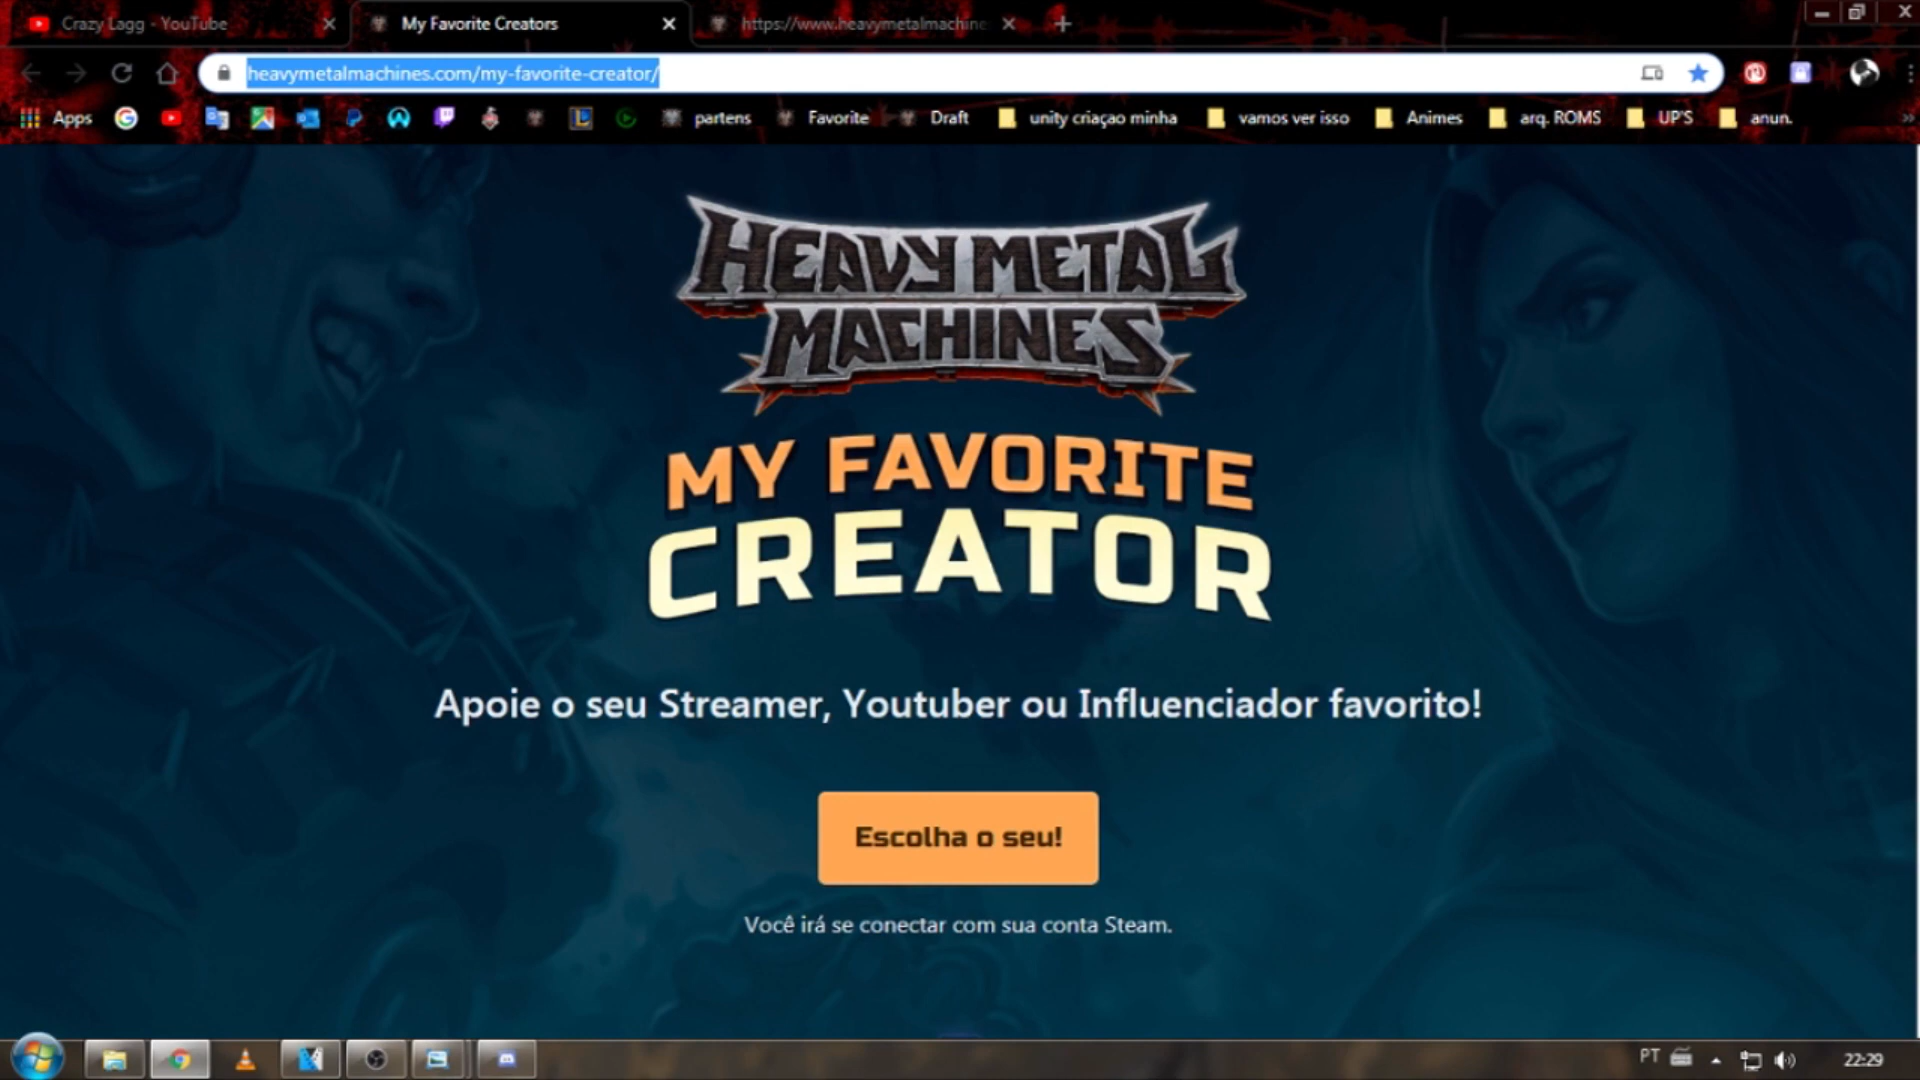 Crazy Lagg - YouTube
My Favorite Creators
https://www.heavymetalmachine
heavymetalmachines.com/my-favorite-creator/
Apps
partens
Favorite
Draft
unity criaçao minha
vamos ver isso
Animes
arq. ROMS
UP'S
anun.
HEAVY METAL
MACHINES
MY FAVORITE
CREATOR
Apoie o seu Streamer, Youtuber ou Influenciador favorito!
Escolha o seu!
Você irá se conectar com sua conta Steam.
PT
22:29